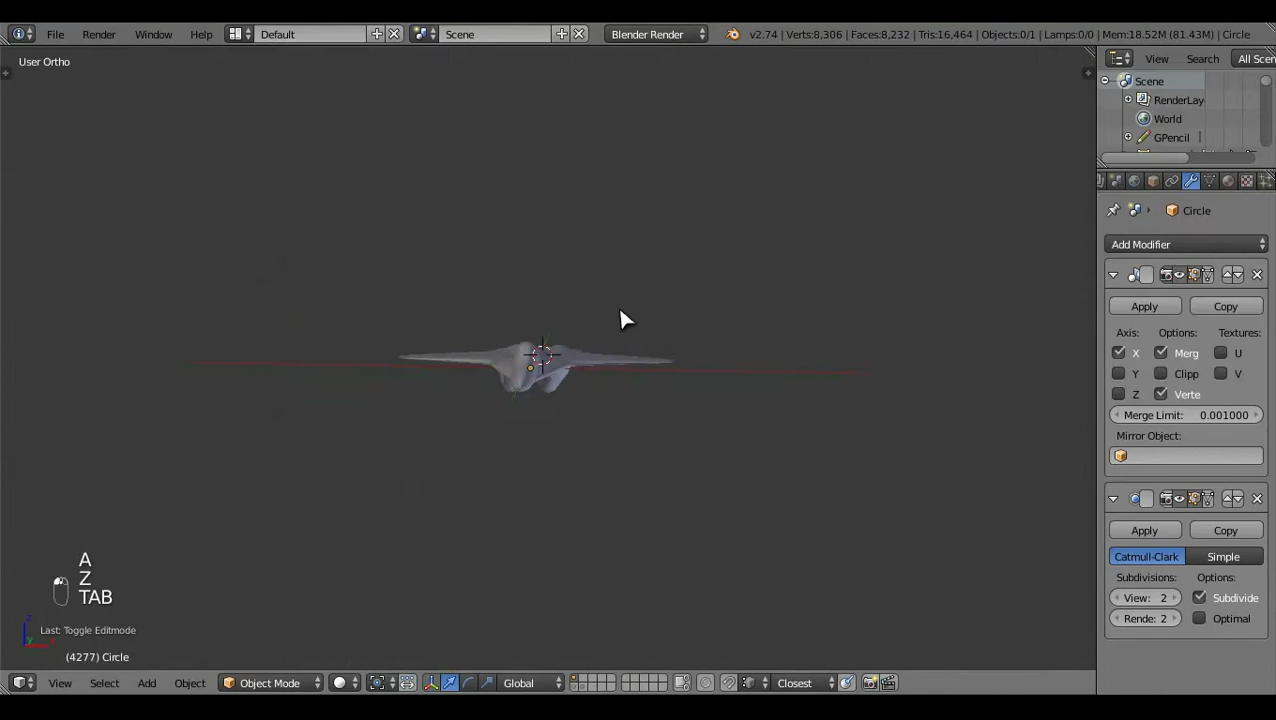 File Render Window Help Default Scene Blender Render v2.74 | Verts:8,306 | Faces:8,232 | Tris:16,464 | Objects:0/1 | Lamps:0/0 | Mem:18.52M (81.43M) | Circle
User Ortho
View Search All Scen
Scene
RenderLay
World
GPencil
Circle
Add Modifier
Apply Copy
Axis: Options: Textures:
X Merg U
Y Clipp V
Z Verte
Merge Limit: 0.001000
Mirror Object:
Apply Copy
Catmull-Clark Simple
Subdivisions: Options:
View: 2 Subdivide
Rende: 2 Optimal
A
Z
TAB
z
y
Last: Toggle Editmode
(4277) Circle
View Select Add Object Object Mode Global Closest